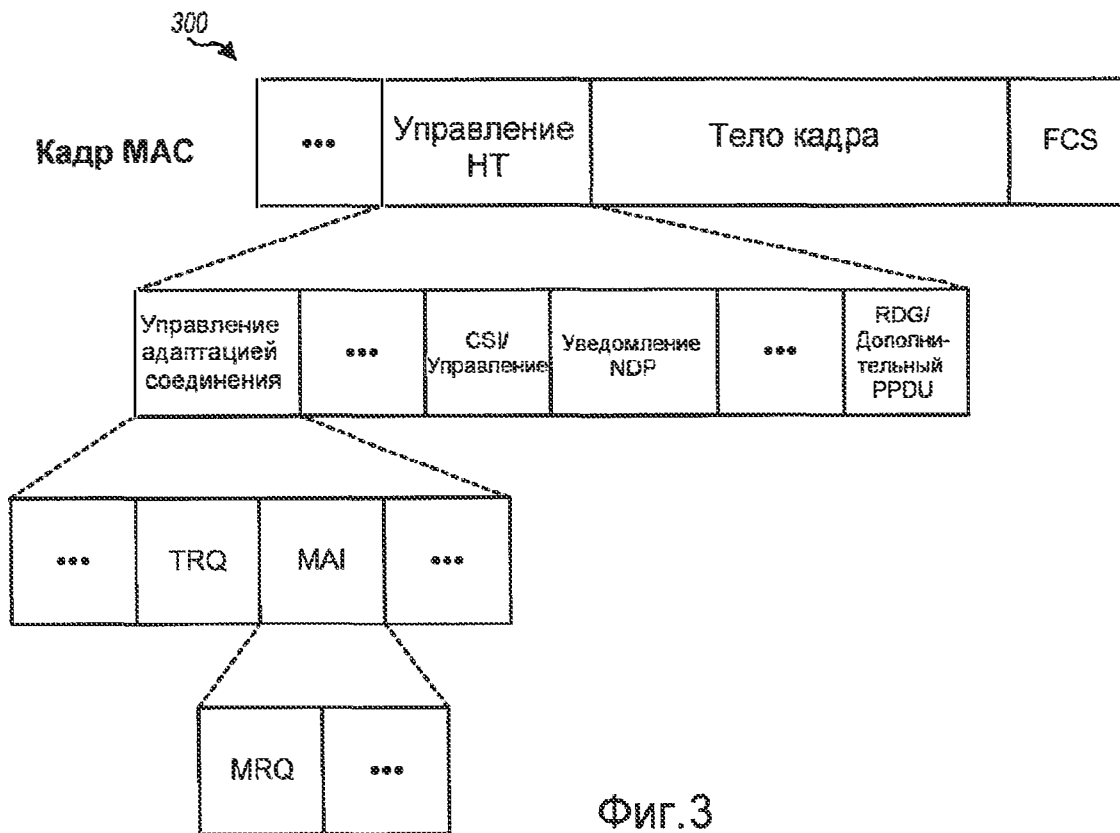 300
Кадр MAC
•••
Управление
HT
Тело кадра
FCS
Управление
адаптацией
соединения
•••
CSI/
Управление
Уведомление
NDP
•••
RDG/
Дополни-
тельный
PPDU
•••
TRQ
MAI
•••
MRQ
•••
Фиг.3